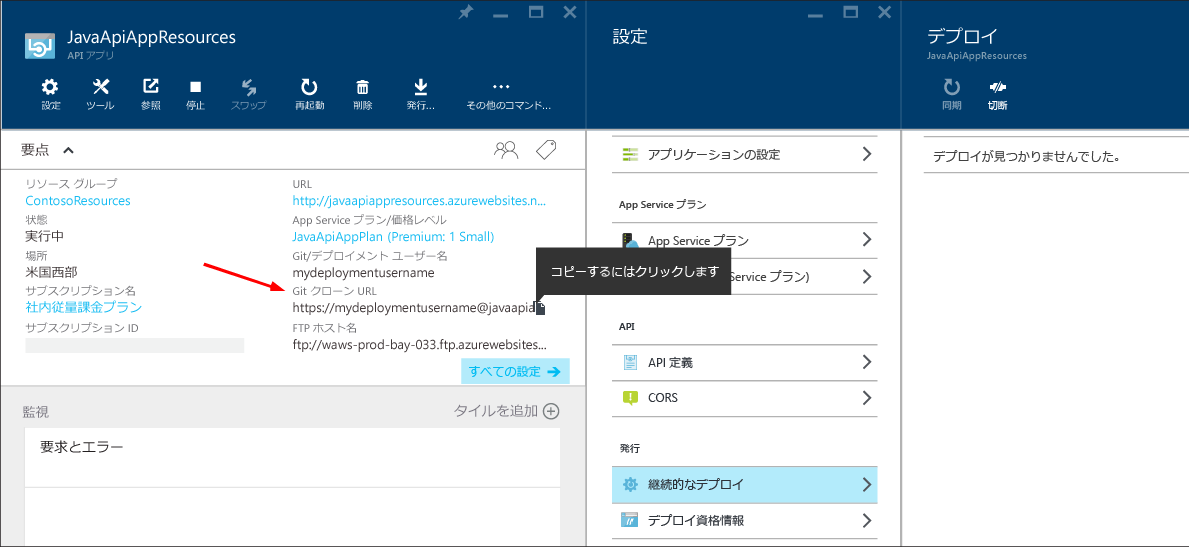 JavaApiAppResources
API アプリ
設定
ツール
参照
停止
スワップ
再起動
削除
発行...
その他のコマンド...
要点
リソース グループ
ContosoResources
状態
実行中
場所
米国西部
サブスクリプション名
社内従量課金プラン
サブスクリプション ID
URL
http://javaapiappresources.azurewebsites.n...
App Service プラン/価格レベル
JavaApiAppPlan (Premium: 1 Small)
Git/デプロイメント ユーザー名
mydeploymentusername
Git クローン URL
https://mydeploymentusername@javaapia
FTP ホスト名
ftp://waws-prod-bay-033.ftp.azurewebsites...
すべての設定
監視
タイルを追加
要求とエラー
コピーするにはクリックします
設定
アプリケーションの設定
App Service プラン
App Service プラン
Service プラン)
API
API 定義
CORS
発行
継続的なデプロイ
デプロイ資格情報
デプロイ
JavaApiAppResources
同期
切断
デプロイが見つかりませんでした。